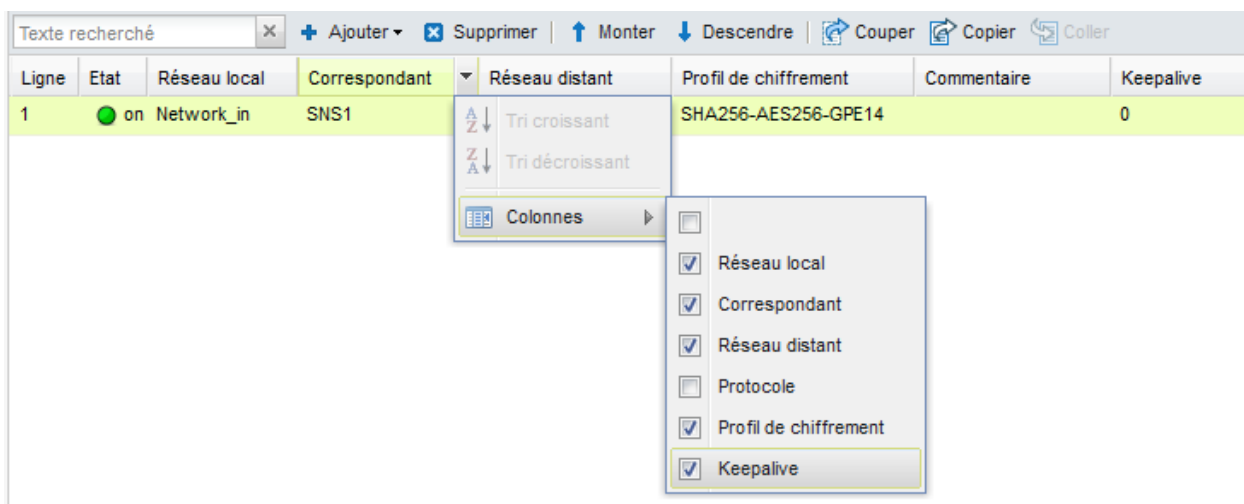 Texte recherché Ajouter Supprimer Monter Descendre Couper Copier Coller
Ligne Etat Réseau local Correspondant Réseau distant Profil de chiffrement Commentaire Keepalive
1 on Network_in SNS1 SHA256-AES256-GPE14 0
Tri croissant
Tri décroissant
Colonnes
Réseau local
Correspondant
Réseau distant
Protocole
Profil de chiffrement
Keepalive